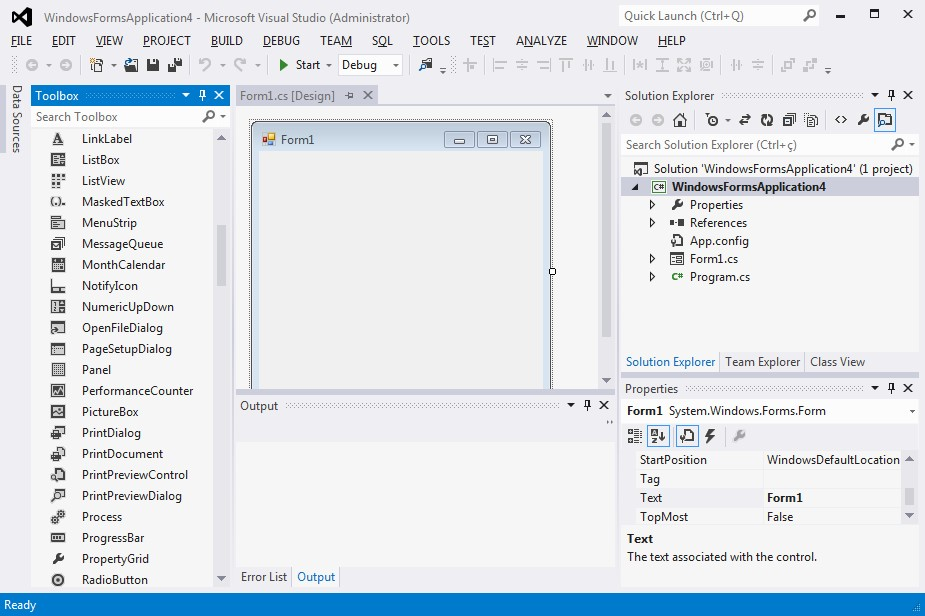 WindowsFormsApplication4 - Microsoft Visual Studio (Administrator)
Quick Launch (Ctrl+Q)
FILE EDIT VIEW PROJECT BUILD DEBUG TEAM SQL TOOLS TEST ANALYZE WINDOW HELP
Start Debug
Data Sources
Toolbox
Search Toolbox
LinkLabel
ListBox
ListView
MaskedTextBox
MenuStrip
MessageQueue
MonthCalendar
NotifyIcon
NumericUpDown
OpenFileDialog
PageSetupDialog
Panel
PerformanceCounter
PictureBox
PrintDialog
PrintDocument
PrintPreviewControl
PrintPreviewDialog
Process
ProgressBar
PropertyGrid
RadioButton
Form1.cs [Design]
Form1
Output
Error List Output
Solution Explorer
Search Solution Explorer (Ctrl+ç)
Solution 'WindowsFormsApplication4' (1 project)
C# WindowsFormsApplication4
Properties
References
App.config
Form1.cs
C# Program.cs
Solution Explorer Team Explorer Class View
Properties
Form1 System.Windows.Forms.Form
StartPosition WindowsDefaultLocation
Tag
Text Form1
TopMost False
Text
The text associated with the control.
Ready